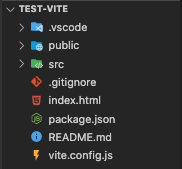 TEST-VITE
.vscode
public
src
.gitignore
index.html
package.json
README.md
vite.config.js